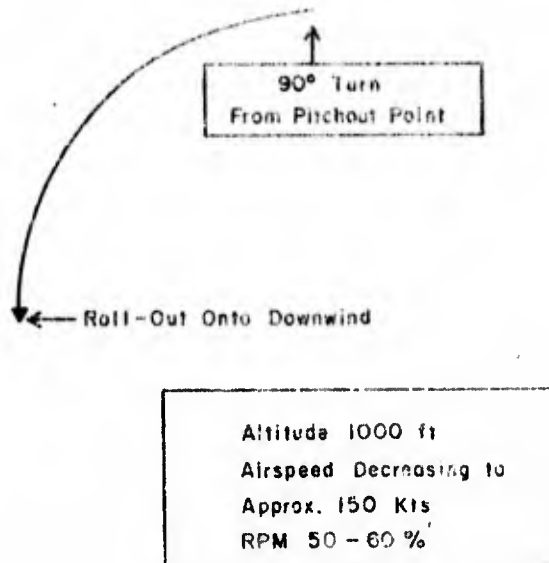 90° Turn
From Pitchout Point
Roll-Out Onto Downwind
Altitude 1000 ft
Airspeed Decreasing to
Approx. 150 Kts
RPM 50-60%